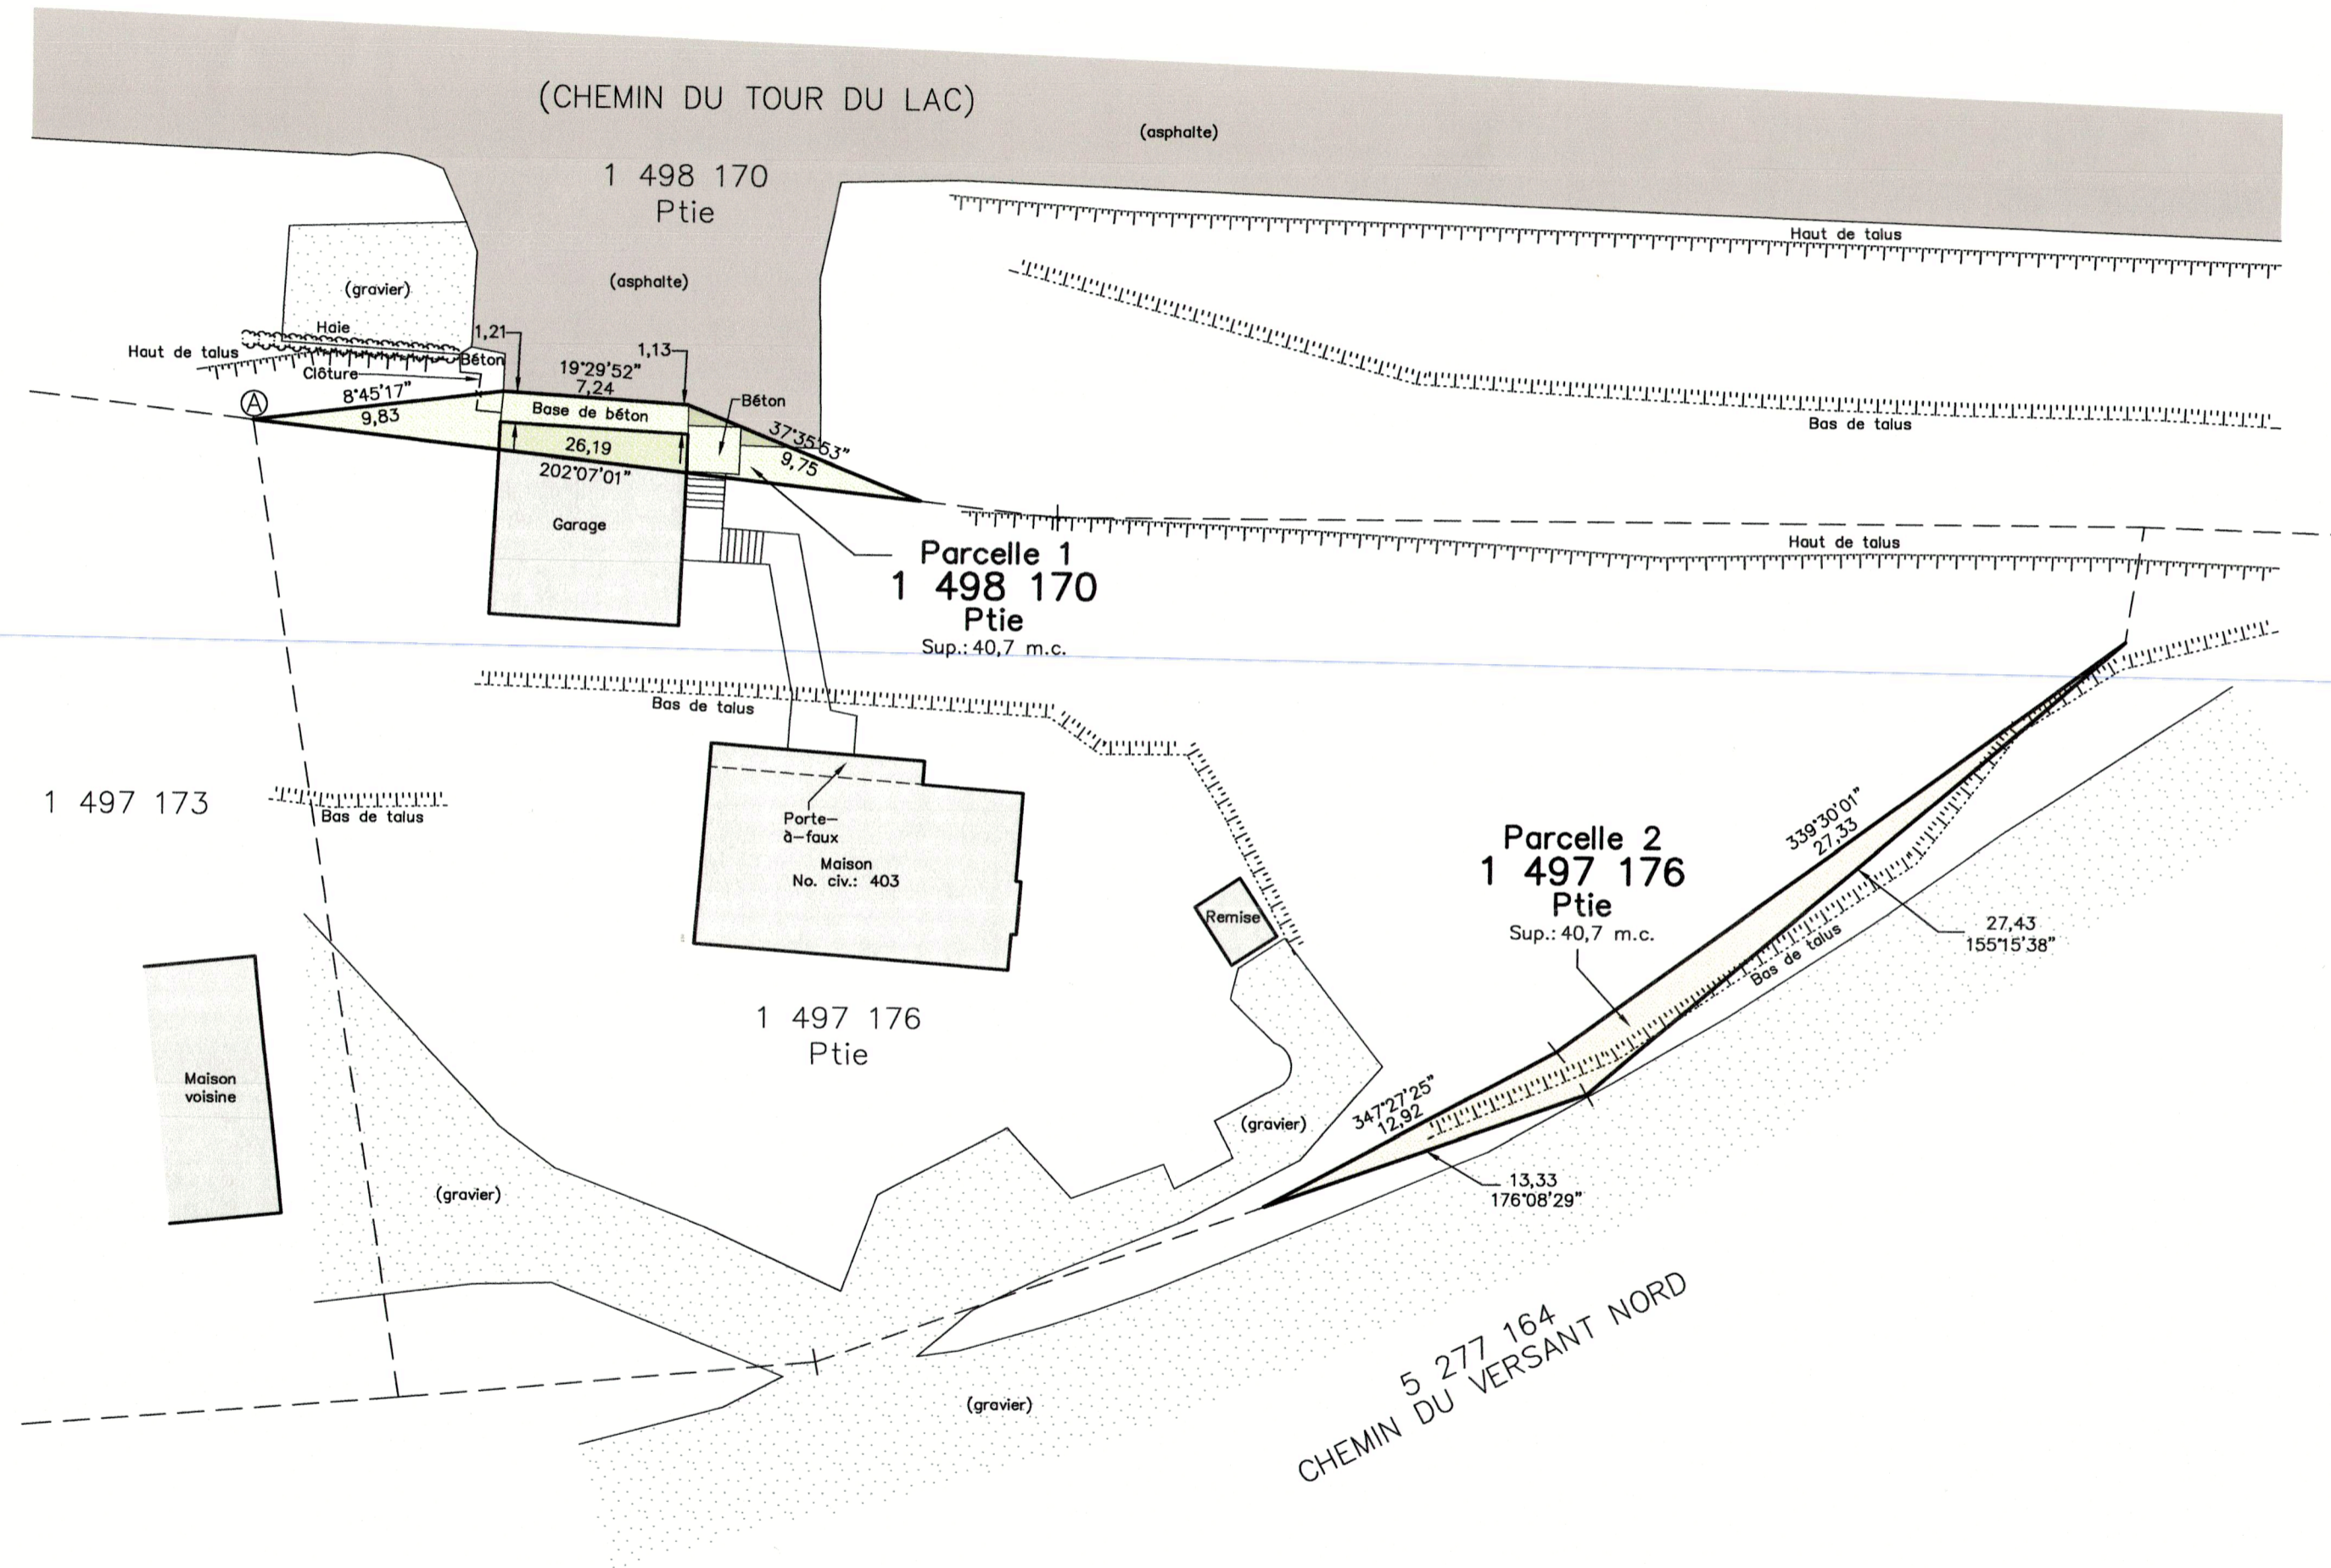 (CHEMIN DU TOUR DU LAC)
(asphalte)
1 498 170
Ptie
(asphalte)
(gravier)
Haie
Haut de talus
Clôture
Béton
1,21
1,13
8°45'17"
9,83
19°29'52"
7,24
Base de béton
Béton
37°35'53"
9,75
A
26,19
202°07'01"
Garage
Haut de talus
Bas de talus
Haut de talus
Parcelle 1
1 498 170
Ptie
Sup.: 40,7 m.c.
Bas de talus
1 497 173
Bas de talus
Porte-
à-faux
Maison
No. civ.: 403
Remise
Parcelle 2
1 497 176
Ptie
Sup.: 40,7 m.c.
339°30'01"
27,33
27,43
155°15'38"
Bas de talus
1 497 176
Ptie
Maison
voisine
347°27'25"
12,92
(gravier)
13,33
176°08'29"
(gravier)
5 277 164
CHEMIN DU VERSANT NORD
(gravier)